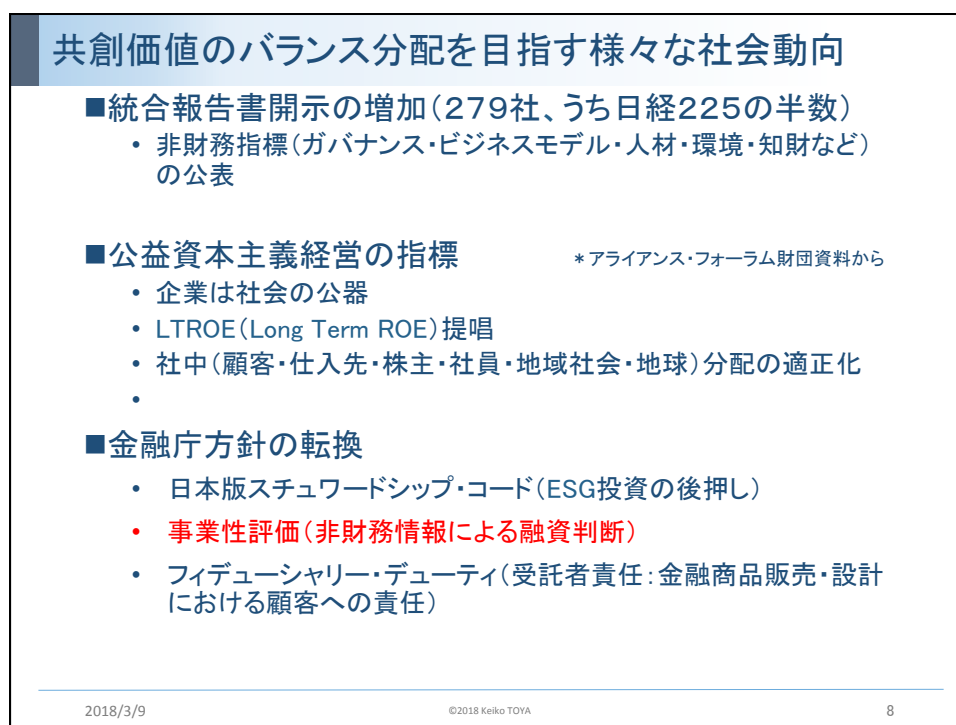 共創価値のバランス分配を目指す様々な社会動向
■統合報告書開示の増加(279社、うち日経225の半数)
• 非財務指標(ガバナンス・ビジネスモデル・人材・環境・知財など)
の公表
■公益資本主義経営の指標 *アライアンス・フォーラム財団資料から
• 企業は社会の公器
• LTROE(Long Term ROE)提唱
• 社中(顧客・仕入先・株主・社員・地域社会・地球)分配の適正化
•
■金融庁方針の転換
• 日本版スチュワードシップ・コード(ESG投資の後押し)
• 事業性評価(非財務情報による融資判断)
• フィデューシャリー・デューティ(受託者責任:金融商品販売・設計
における顧客への責任)
2018/3/9 ©2018 Keiko TOYA 8